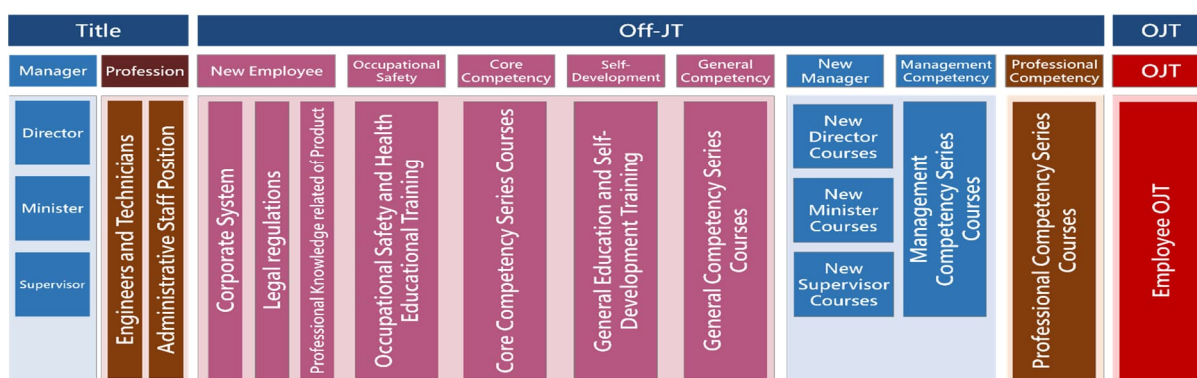 Title
Off-JT
OJT
Manager
Profession
New Employee
Occupational
Safety
Core
Competency
Self-
Development
General
Competency
New
Manager
Management
Competency
Professional
Competency
OJT
Director
Minister
Supervisor
Engineers and Technicians
Administrative Staff Position
Corporate System
Legal regulations
Professional Knowledge related of Product
Occupational Safety and Health
Educational Training
Core Competency Series Courses
General Education and Self-
Development Training
General Competency Series
Courses
New
Director
Courses
New
Minister
Courses
New
Supervisor
Courses
Management
Competency Series
Courses
Professional Competency Series
Courses
Employee OJT